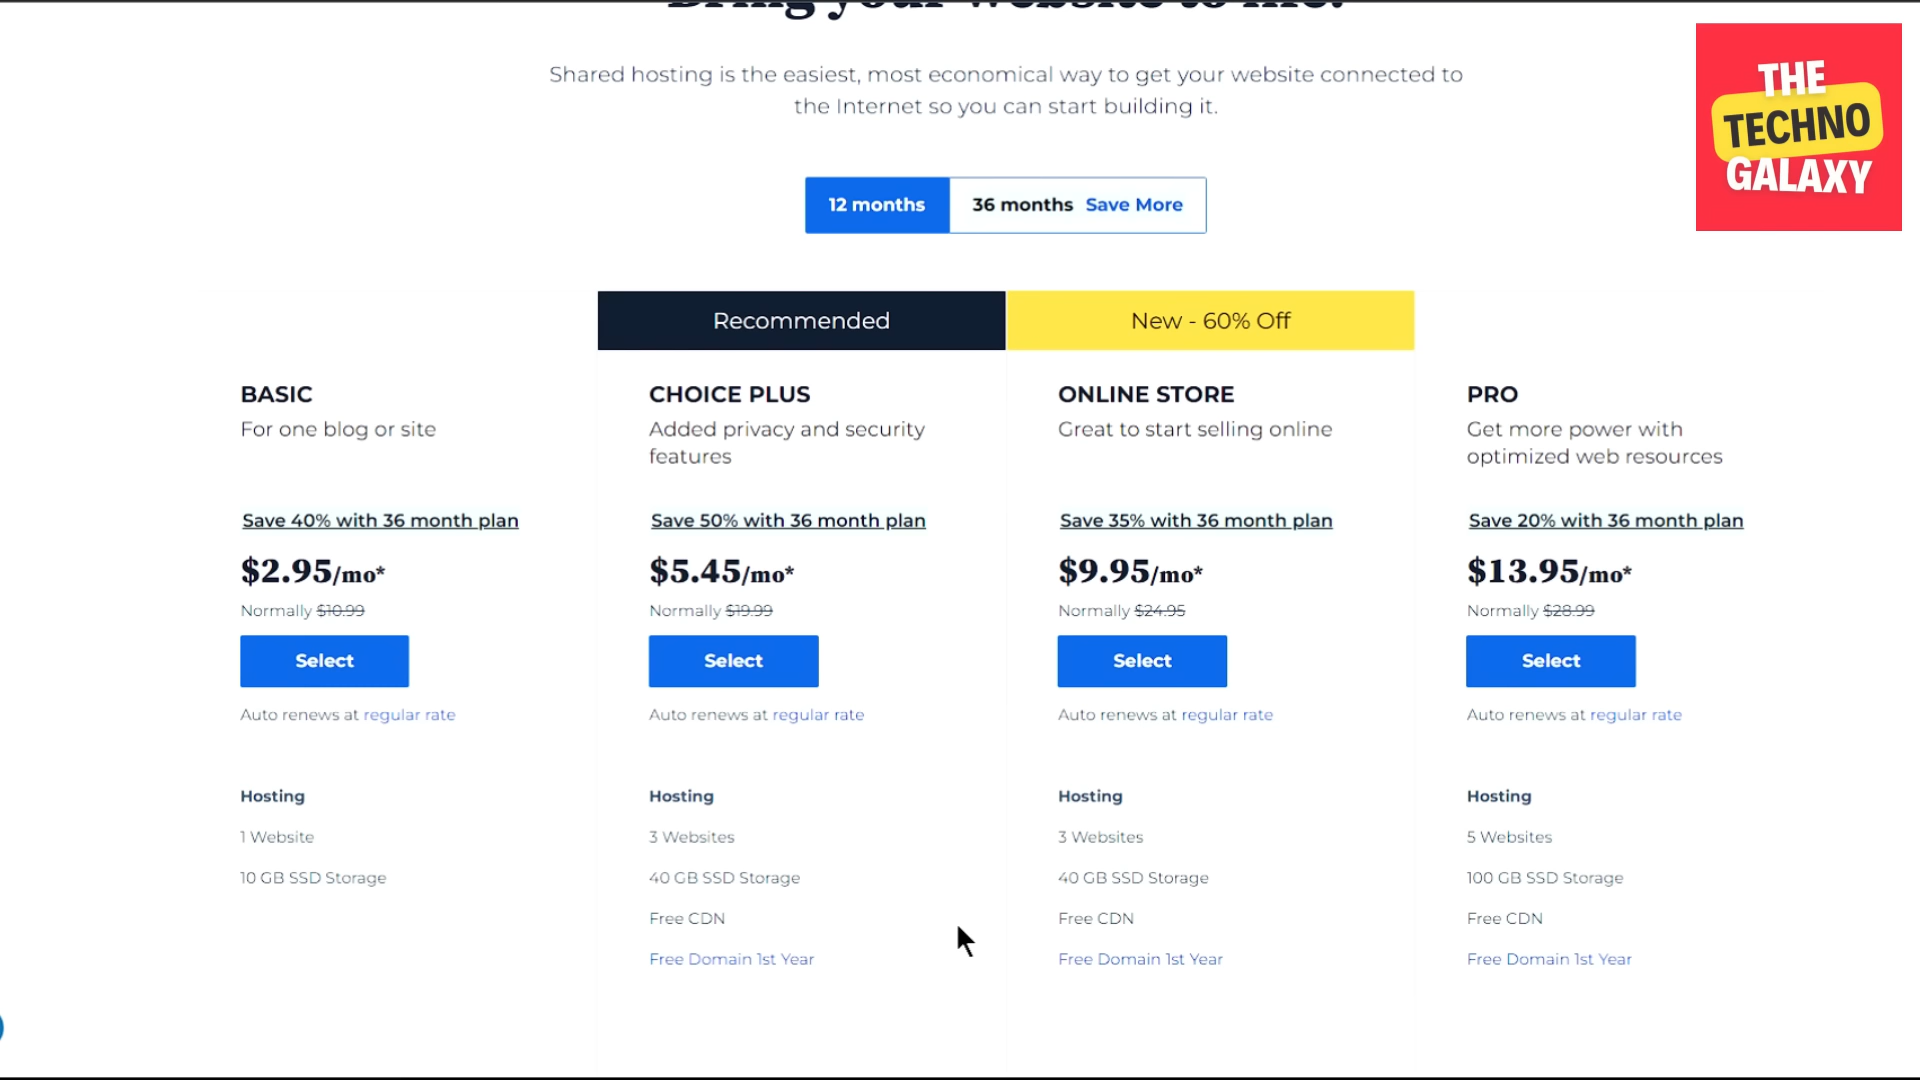 Bring your website to life!
Shared hosting is the easiest, most economical way to get your website connected to
the Internet so you can start building it.
THE
TECHNO
GALAXY
12 months
36 months Save More
Recommended
New - 60% Off
BASIC
For one blog or site
Save 40% with 36 month plan
$2.95/mo*
Normally $10.99
Select
Auto renews at regular rate
Hosting
1 Website
10 GB SSD Storage
CHOICE PLUS
Added privacy and security
features
Save 50% with 36 month plan
$5.45/mo*
Normally $19.99
Select
Auto renews at regular rate
Hosting
3 Websites
40 GB SSD Storage
Free CDN
Free Domain 1st Year
ONLINE STORE
Great to start selling online
Save 35% with 36 month plan
$9.95/mo*
Normally $24.95
Select
Auto renews at regular rate
Hosting
3 Websites
40 GB SSD Storage
Free CDN
Free Domain 1st Year
PRO
Get more power with
optimized web resources
Save 20% with 36 month plan
$13.95/mo*
Normally $28.99
Select
Auto renews at regular rate
Hosting
5 Websites
100 GB SSD Storage
Free CDN
Free Domain 1st Year